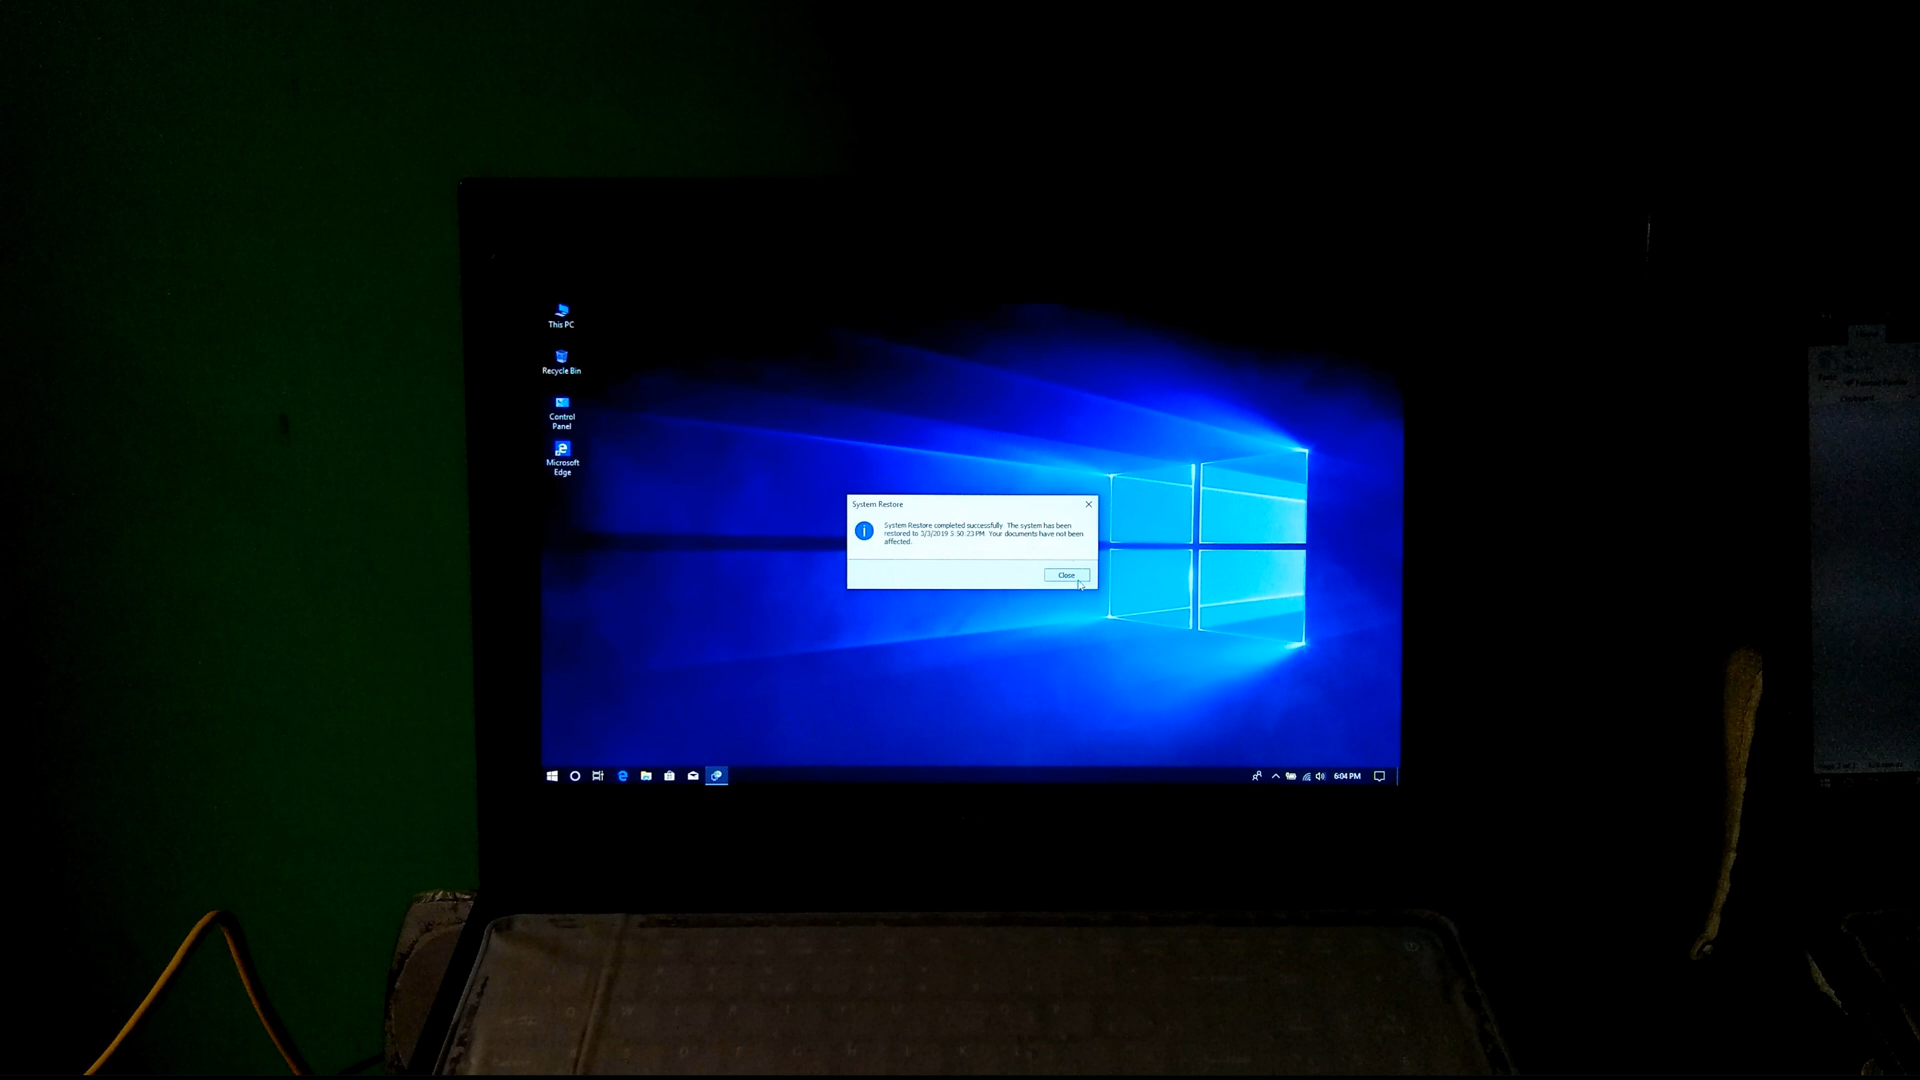 This PC
Recycle Bin
Control
Panel
Microsoft
Edge
System Restore
System Restore completed successfully. The system has been
restored to 3/3/2019 5:50:23 PM. Your documents have not been
affected.
Close
6:04 PM